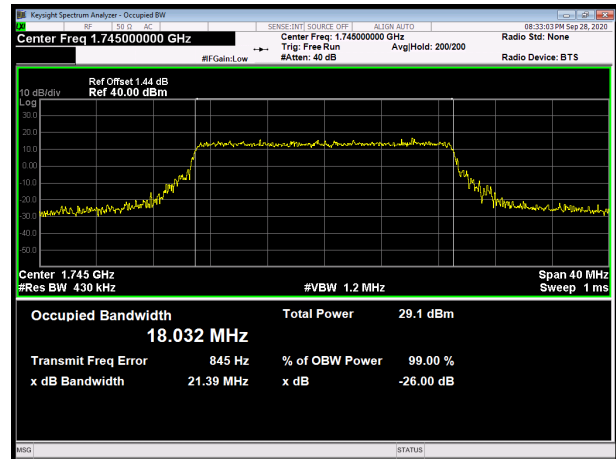 Keysight Spectrum Analyzer - Occupied BW
LXI RF 50 Ω AC SENSE:INT SOURCE OFF ALIGN AUTO 08:33:03 PM Sep 28, 2020
Center Freq 1.745000000 GHz Center Freq: 1.745000000 GHz Radio Std: None
Trig: Free Run Avg|Hold: 200/200
#IFGain:Low #Atten: 40 dB Radio Device: BTS
Ref Offset 1.44 dB
10 dB/div Ref 40.00 dBm
Log
30.0
20.0
10.0
0.00
-10.0
-20.0
-30.0
-40.0
-50.0
Center 1.745 GHz Span 40 MHz
#Res BW 430 kHz #VBW 1.2 MHz Sweep 1 ms
Occupied Bandwidth Total Power 29.1 dBm
18.032 MHz
Transmit Freq Error 845 Hz % of OBW Power 99.00 %
x dB Bandwidth 21.39 MHz x dB -26.00 dB
MSG STATUS